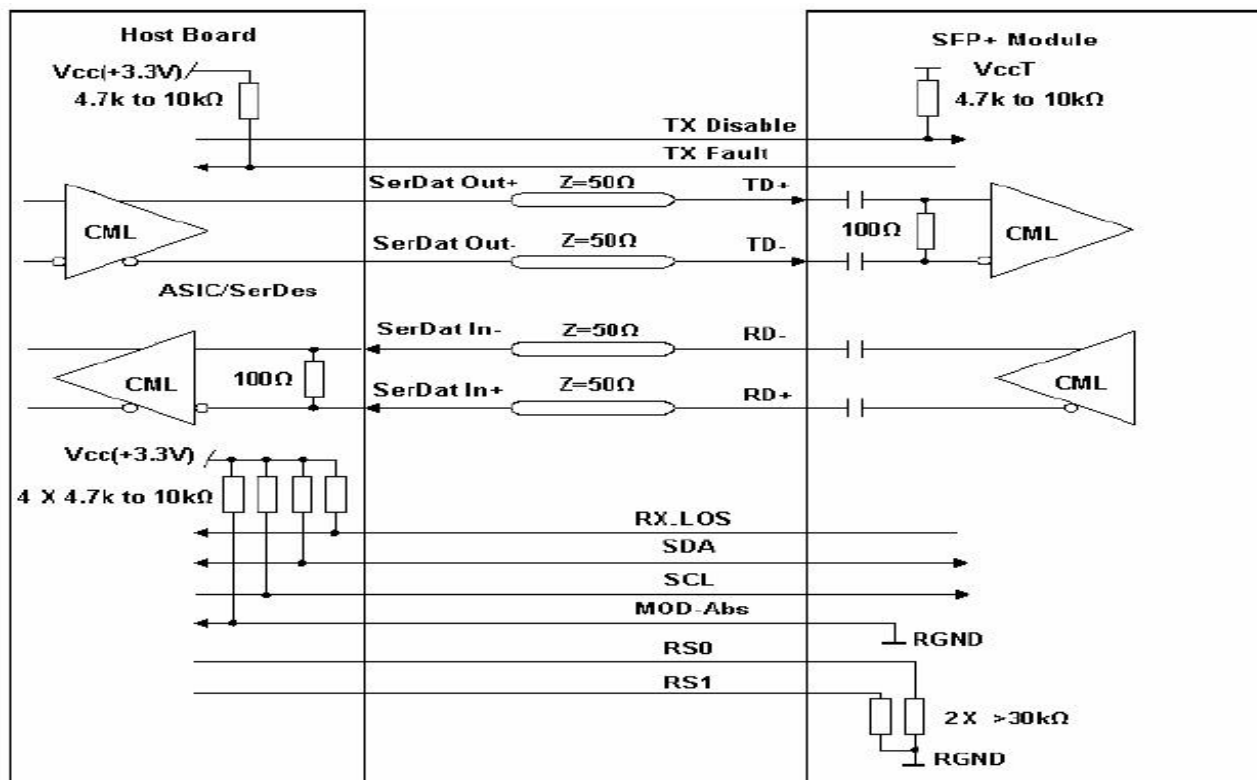 Host Board
SFP+ Module
Vcc(+3.3V)
4.7k to 10kΩ
VccT
4.7k to 10kΩ
TX Disable
TX Fault
SerDat Out+
Z=50Ω
TD+
CML
100Ω
CML
SerDat Out-
Z=50Ω
TD-
ASIC/SerDes
SerDat In-
Z=50Ω
RD-
CML
100Ω
CML
SerDat In+
Z=50Ω
RD+
Vcc(+3.3V)
4 X 4.7k to 10kΩ
RX_LOS
SDA
SCL
MOD-Abs
RGND
RS0
RS1
2X >30kΩ
RGND